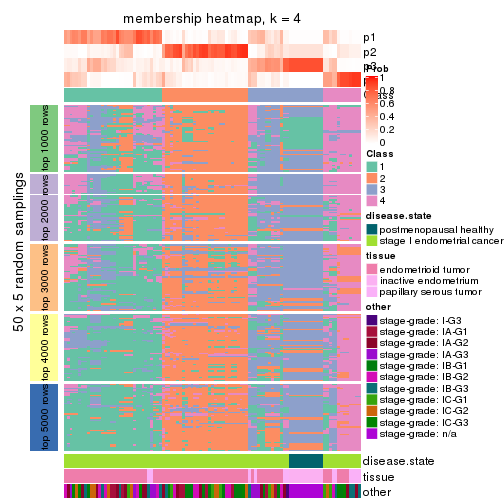 membership heatmap, k = 4
p1
p2
p3
Prob
1
0.8
0.6
0.4
0.2
0
Class
1
2
3
4
disease.state
postmenopausal healthy
stage I endometrial cancer
tissue
endometrioid tumor
inactive endometrium
papillary serous tumor
other
stage-grade: I-G3
stage-grade: IA-G1
stage-grade: IA-G2
stage-grade: IA-G3
stage-grade: IB-G1
stage-grade: IB-G2
stage-grade: IB-G3
stage-grade: IC-G1
stage-grade: IC-G2
stage-grade: IC-G3
stage-grade: n/a
50 x 5 random samplings
top 1000 rows
top 2000 rows
top 3000 rows
top 4000 rows
top 5000 rows
disease.state
tissue
other